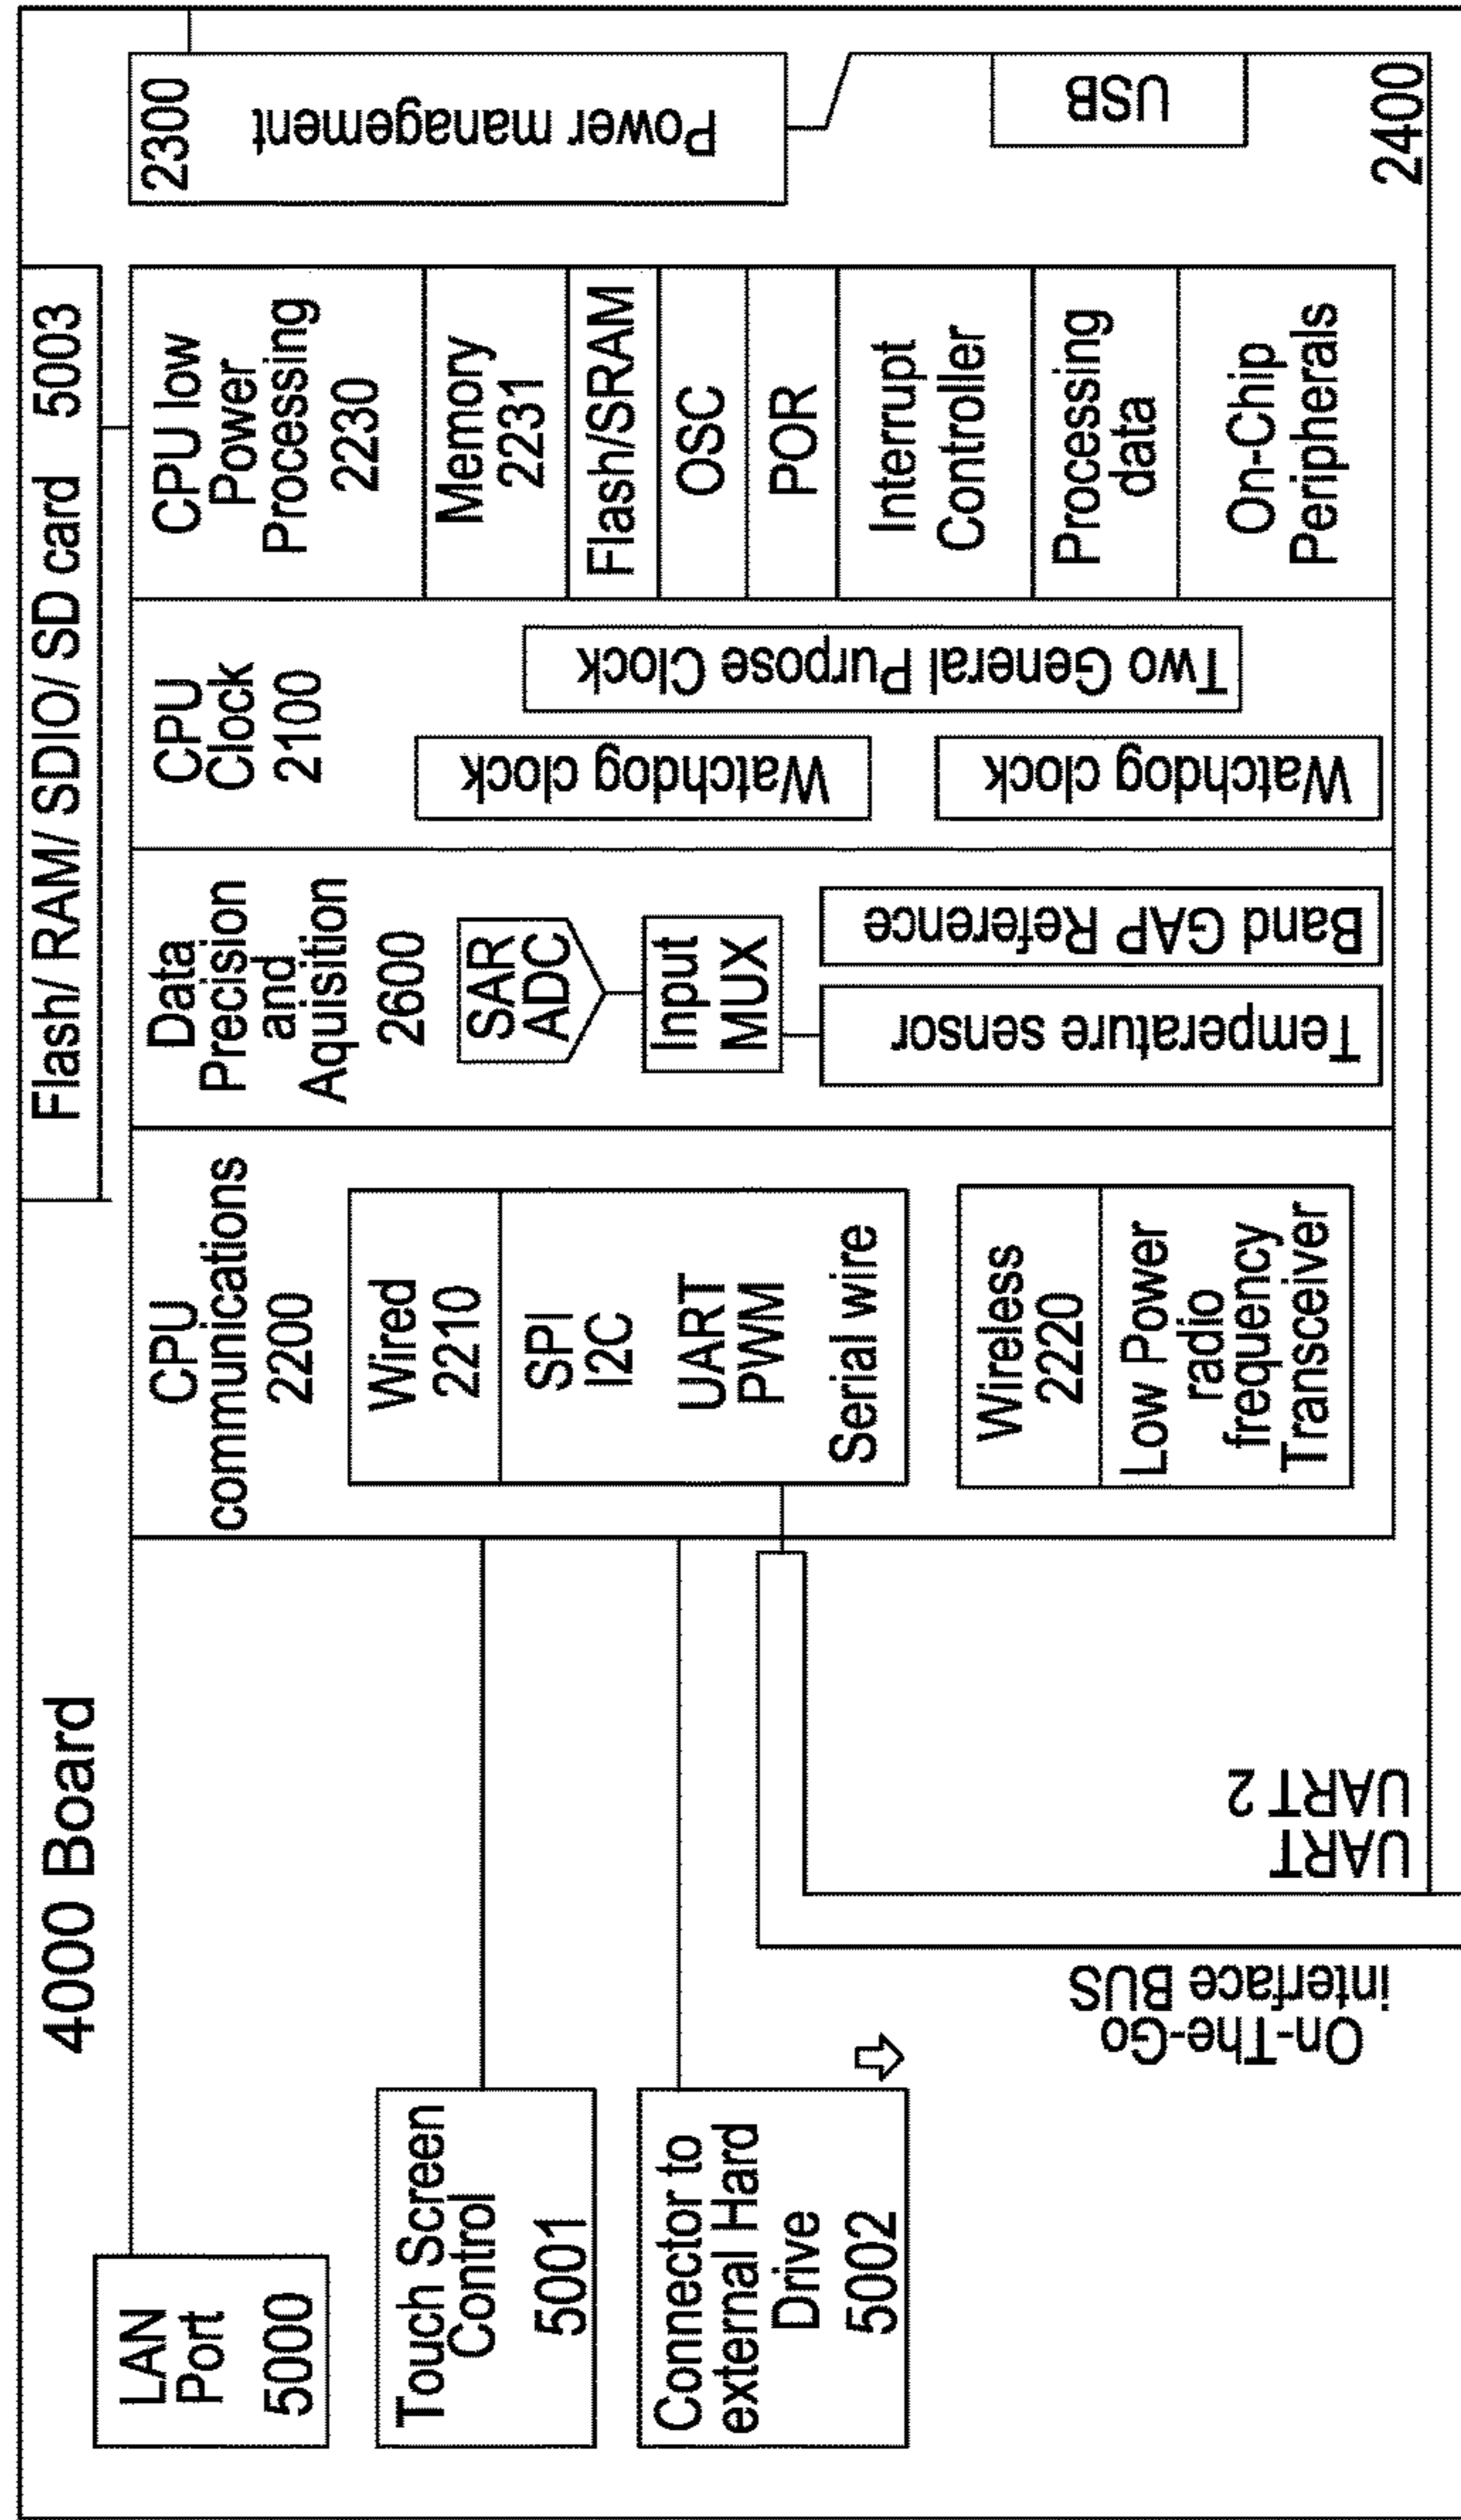 4000 Board
Flash/ RAM/ SDIO/ SD card 5003
LAN
Port
5000
Touch Screen
Control
5001
Connector to
external Hard
Drive
5002
CPU
communications
2200
Wired
2210
SPI
I2C
UART
PWM
Serial wire
Wireless
2220
Low Power
radio
frequency
Transceiver
Data
Precision
and
Aquisition
2600
SAR
ADC
Input
MUX
Temperature sensor
Band GAP Reference
CPU
Clock
2100
Watchdog clock
Watchdog clock
Two General Purpose Clock
CPU low
Power
Processing
2230
Memory
2231
Flash/SRAM
OSC
POR
Interrupt
Controller
Processing
data
On-Chip
Peripherals
2300
Power management
USB
2400
On-The-Go
interface BUS
UART
UART 2